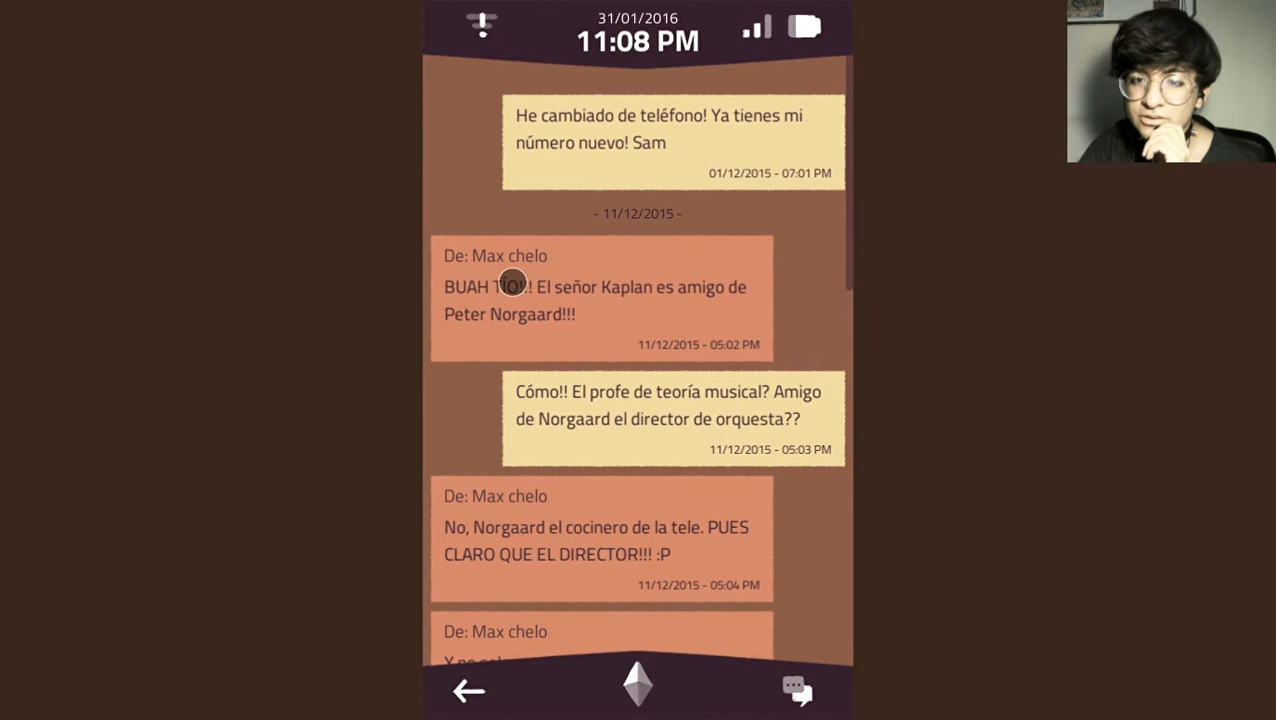 31/01/2016
11:08 PM
He cambiado de teléfono! Ya tienes mi
número nuevo! Sam
01/12/2015 - 07:01 PM
- 11/12/2015 -
De: Max chelo
BUAH TÍO!!! El señor Kaplan es amigo de
Peter Norgaard!!!
11/12/2015 - 05:02 PM
Cómo!! El profe de teoría musical? Amigo
de Norgaard el director de orquesta??
11/12/2015 - 05:03 PM
De: Max chelo
No, Norgaard el cocinero de la tele. PUES
CLARO QUE EL DIRECTOR!!! :P
11/12/2015 - 05:04 PM
De: Max chelo